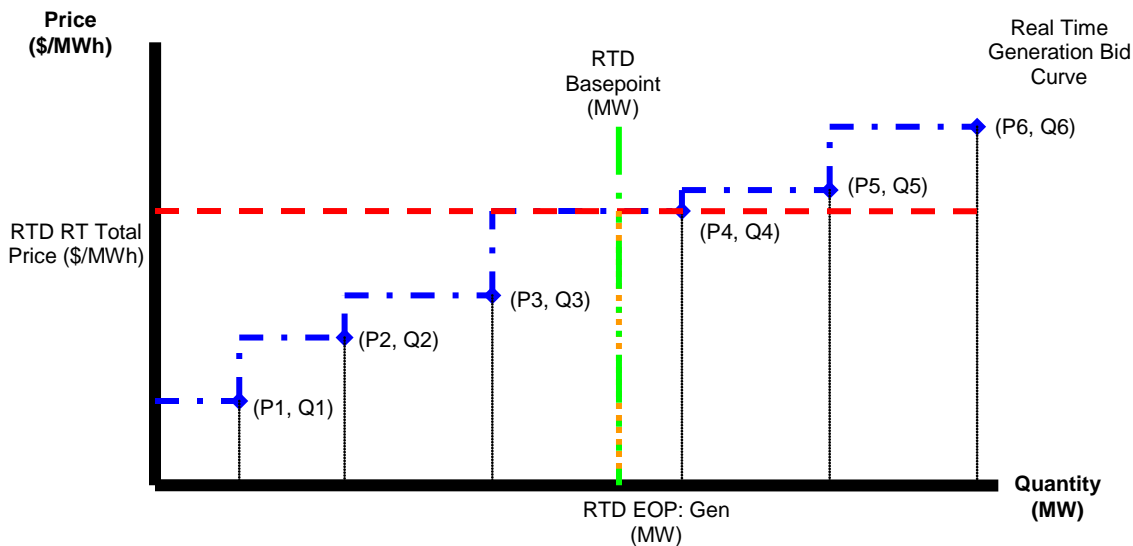 Price
($/MWh)
Real Time
Generation Bid
Curve
RTD
Basepoint
(MW)
(P6, Q6)
(P5, Q5)
RTD RT Total
Price ($/MWh)
(P4, Q4)
(P3, Q3)
(P2, Q2)
(P1, Q1)
Quantity
(MW)
RTD EOP: Gen
(MW)